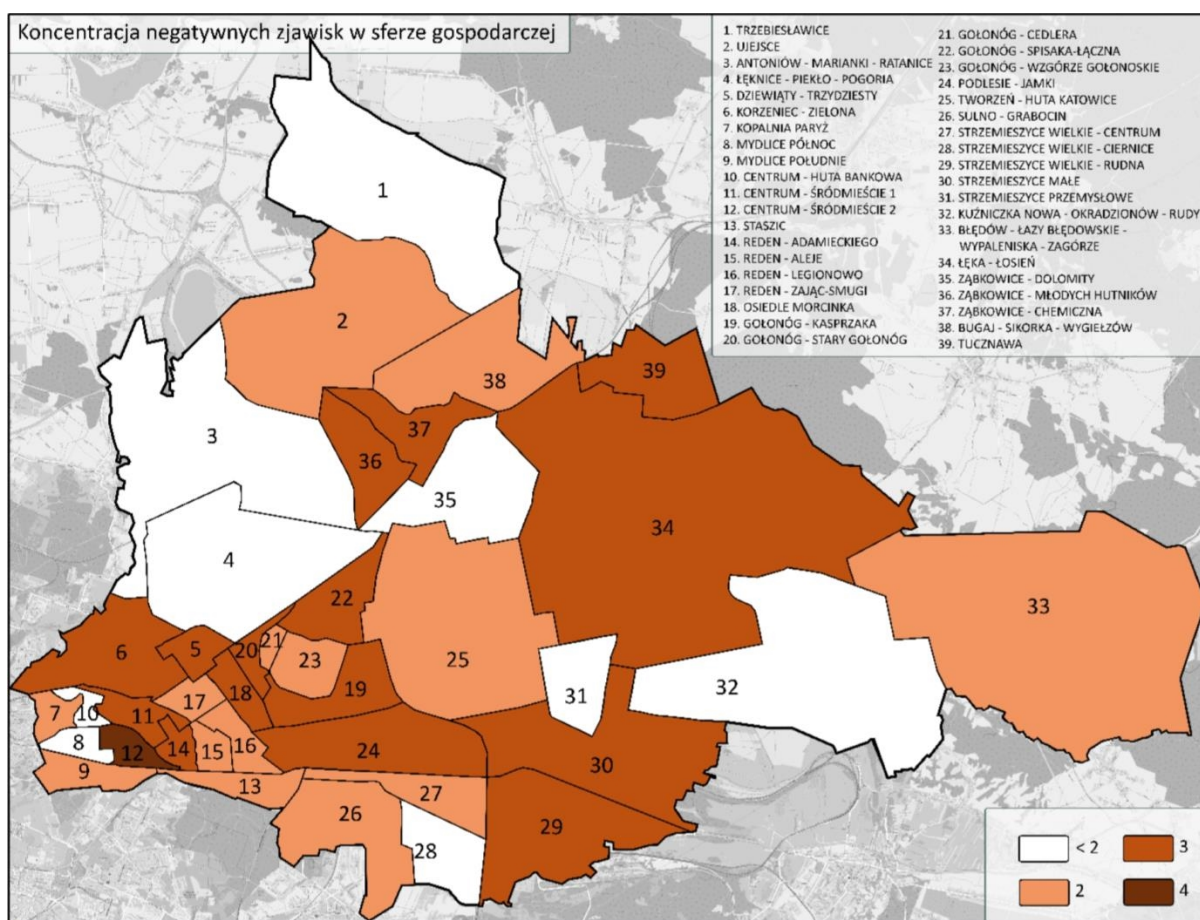 Koncentracja negatywnych zjawisk w sferze gospodarczej
1. TRZEBIESŁAWICE
2. UJEJSCE
3. ANTONIÓW - MARIANKI - RATANICE
4. ŁĘKNICE - PIEKŁO - POGORIA
5. DZIEWIĄTY - TRZYDZIESTY
6. KORZENIEC - ZIELONA
7. KOPALNIA PARYŻ
8. MYDLICE PÓŁNOC
9. MYDLICE POŁUDNIE
10. CENTRUM - HUTA BANKOWA
11. CENTRUM - ŚRÓDMIEŚCIE 1
12. CENTRUM - ŚRÓDMIEŚCIE 2
13. STASZIC
14. REDEN - ADAMIECKIEGO
15. REDEN - ALEJE
16. REDEN - LEGIONOWO
17. REDEN - ZAJĄC-SMUGI
18. OSIEDLE MORCINKA
19. GOŁONÓG - KASPRZAKA
20. GOŁONÓG - STARY GOŁONÓG
21. GOŁONÓG - CEDLERA
22. GOŁONÓG - SPISAKA-ŁĄCZNA
23. GOŁONÓG - WZGÓRZE GOŁONOSKIE
24. PODLESIE - JAMKI
25. TWORZEŃ - HUTA KATOWICE
26. SULNO - GRABOCIN
27. STRZEMIESZYCE WIELKIE - CENTRUM
28. STRZEMIESZYCE WIELKIE - CIERNICE
29. STRZEMIESZYCE WIELKIE - RUDNA
30. STRZEMIESZYCE MAŁE
31. STRZEMIESZYCE PRZEMYSŁOWE
32. KUŹNICZKA NOWA - OKRADZIONÓW - RUDY
33. BŁĘDÓW - ŁAZY BŁĘDOWSKIE -
WYPALENISKA - ZAGÓRZE
34. ŁĘKA - ŁOSIEŃ
35. ZĄBKOWICE - DOLOMITY
36. ZĄBKOWICE - MŁODYCH HUTNIKÓW
37. ZĄBKOWICE - CHEMICZNA
38. BUGAJ - SIKORKA - WYGIEŁZÓW
39. TUCZNAWA
1
2
38
39
3
37
36
35
34
4
33
22
5
20
21
6
23
25
18
19
17
31
32
7
10
11
16
8
12
14
15
24
30
9
13
27
26
29
28
< 2
3
2
4